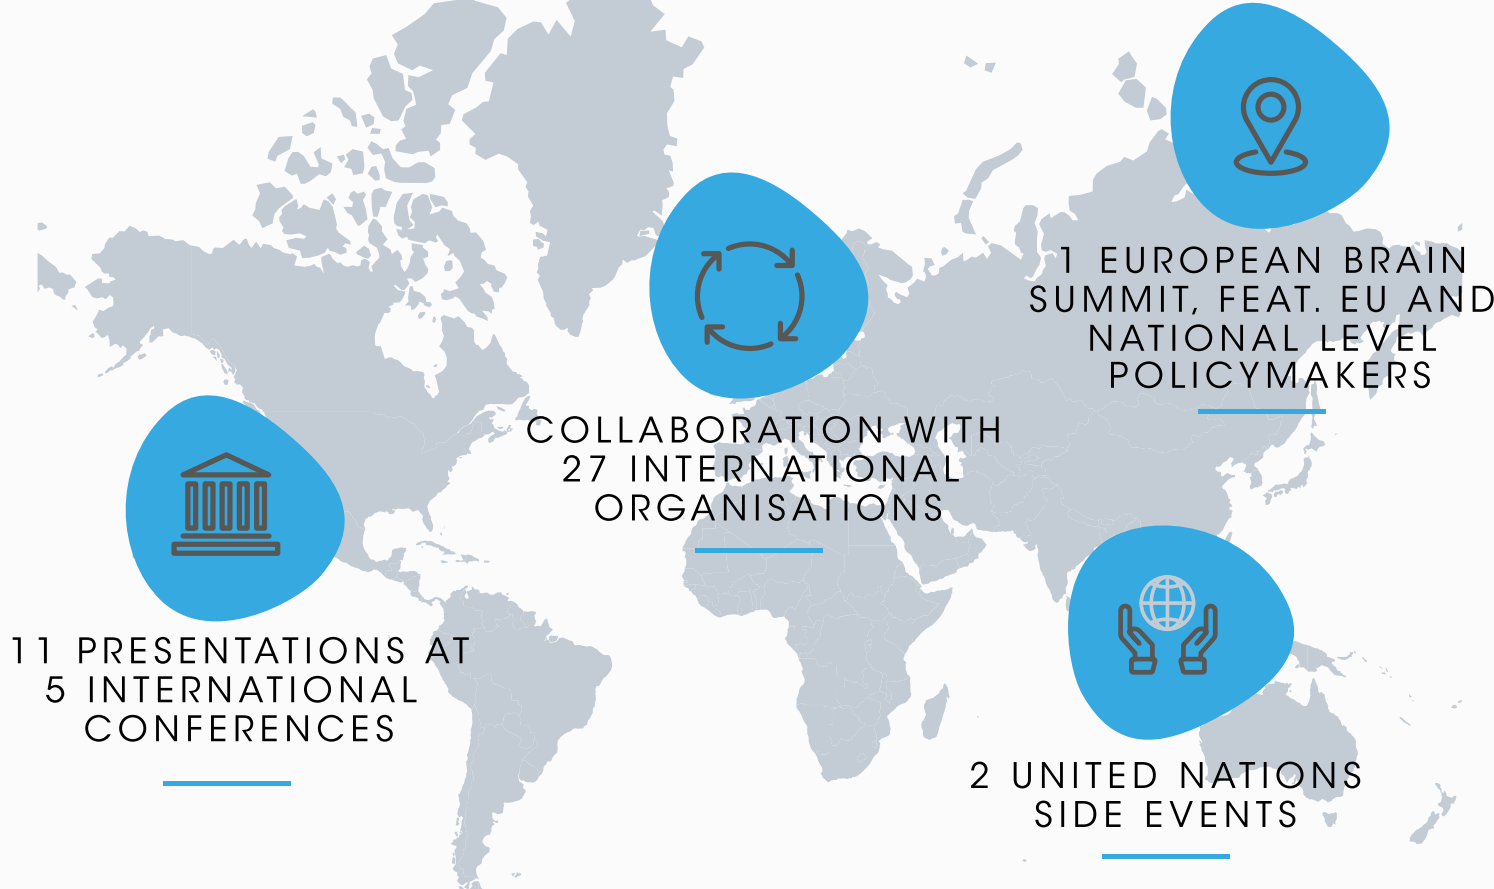 1 EUROPEAN BRAIN
SUMMIT, FEAT. EU AND
NATIONAL LEVEL
POLICYMAKERS
COLLABORATION WITH
27 INTERNATIONAL
ORGANISATIONS
11 PRESENTATIONS AT
5 INTERNATIONAL
CONFERENCES
2 UNITED NATIONS
SIDE EVENTS